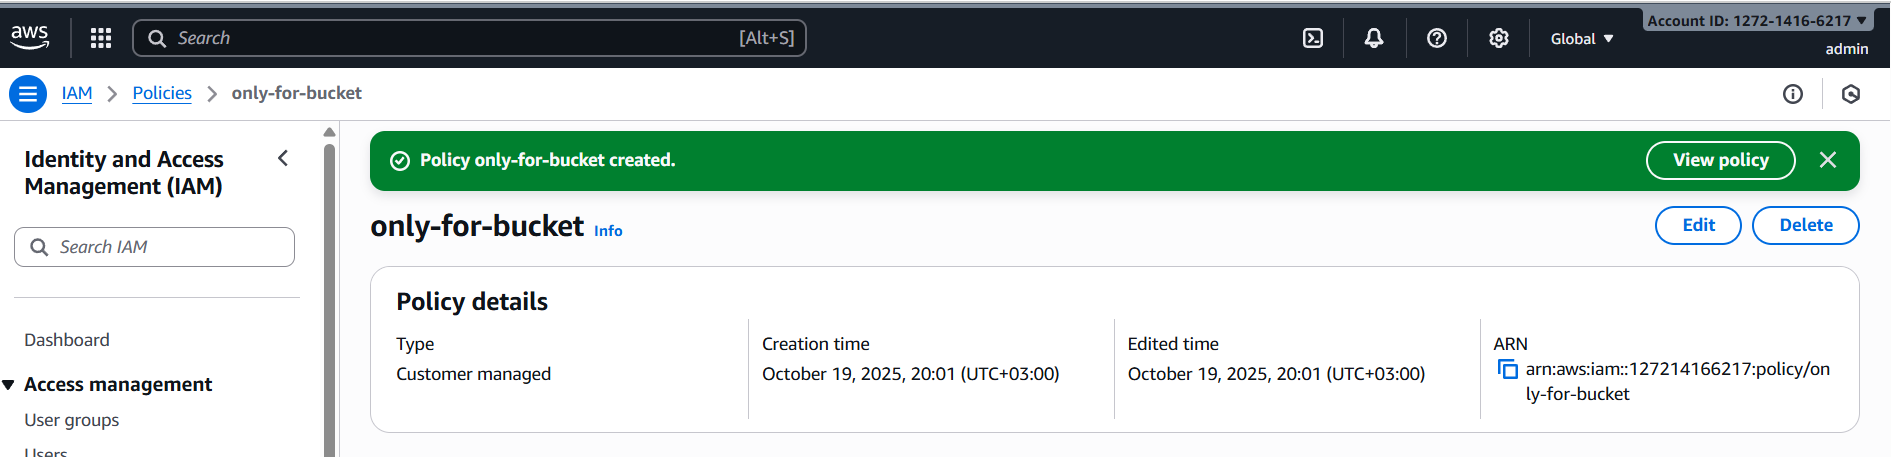 aws
Search
[Alt+S]
Global
Account ID: 1272-1416-6217
admin
IAM
Policies
only-for-bucket
Identity and Access
Management (IAM)
Search IAM
Dashboard
Access management
User groups
Users
Policy only-for-bucket created.
View policy
only-for-bucket
Info
Edit
Delete
Policy details
Type
Customer managed
Creation time
October 19, 2025, 20:01 (UTC+03:00)
Edited time
October 19, 2025, 20:01 (UTC+03:00)
ARN
arn:aws:iam::127214166217:policy/on
ly-for-bucket